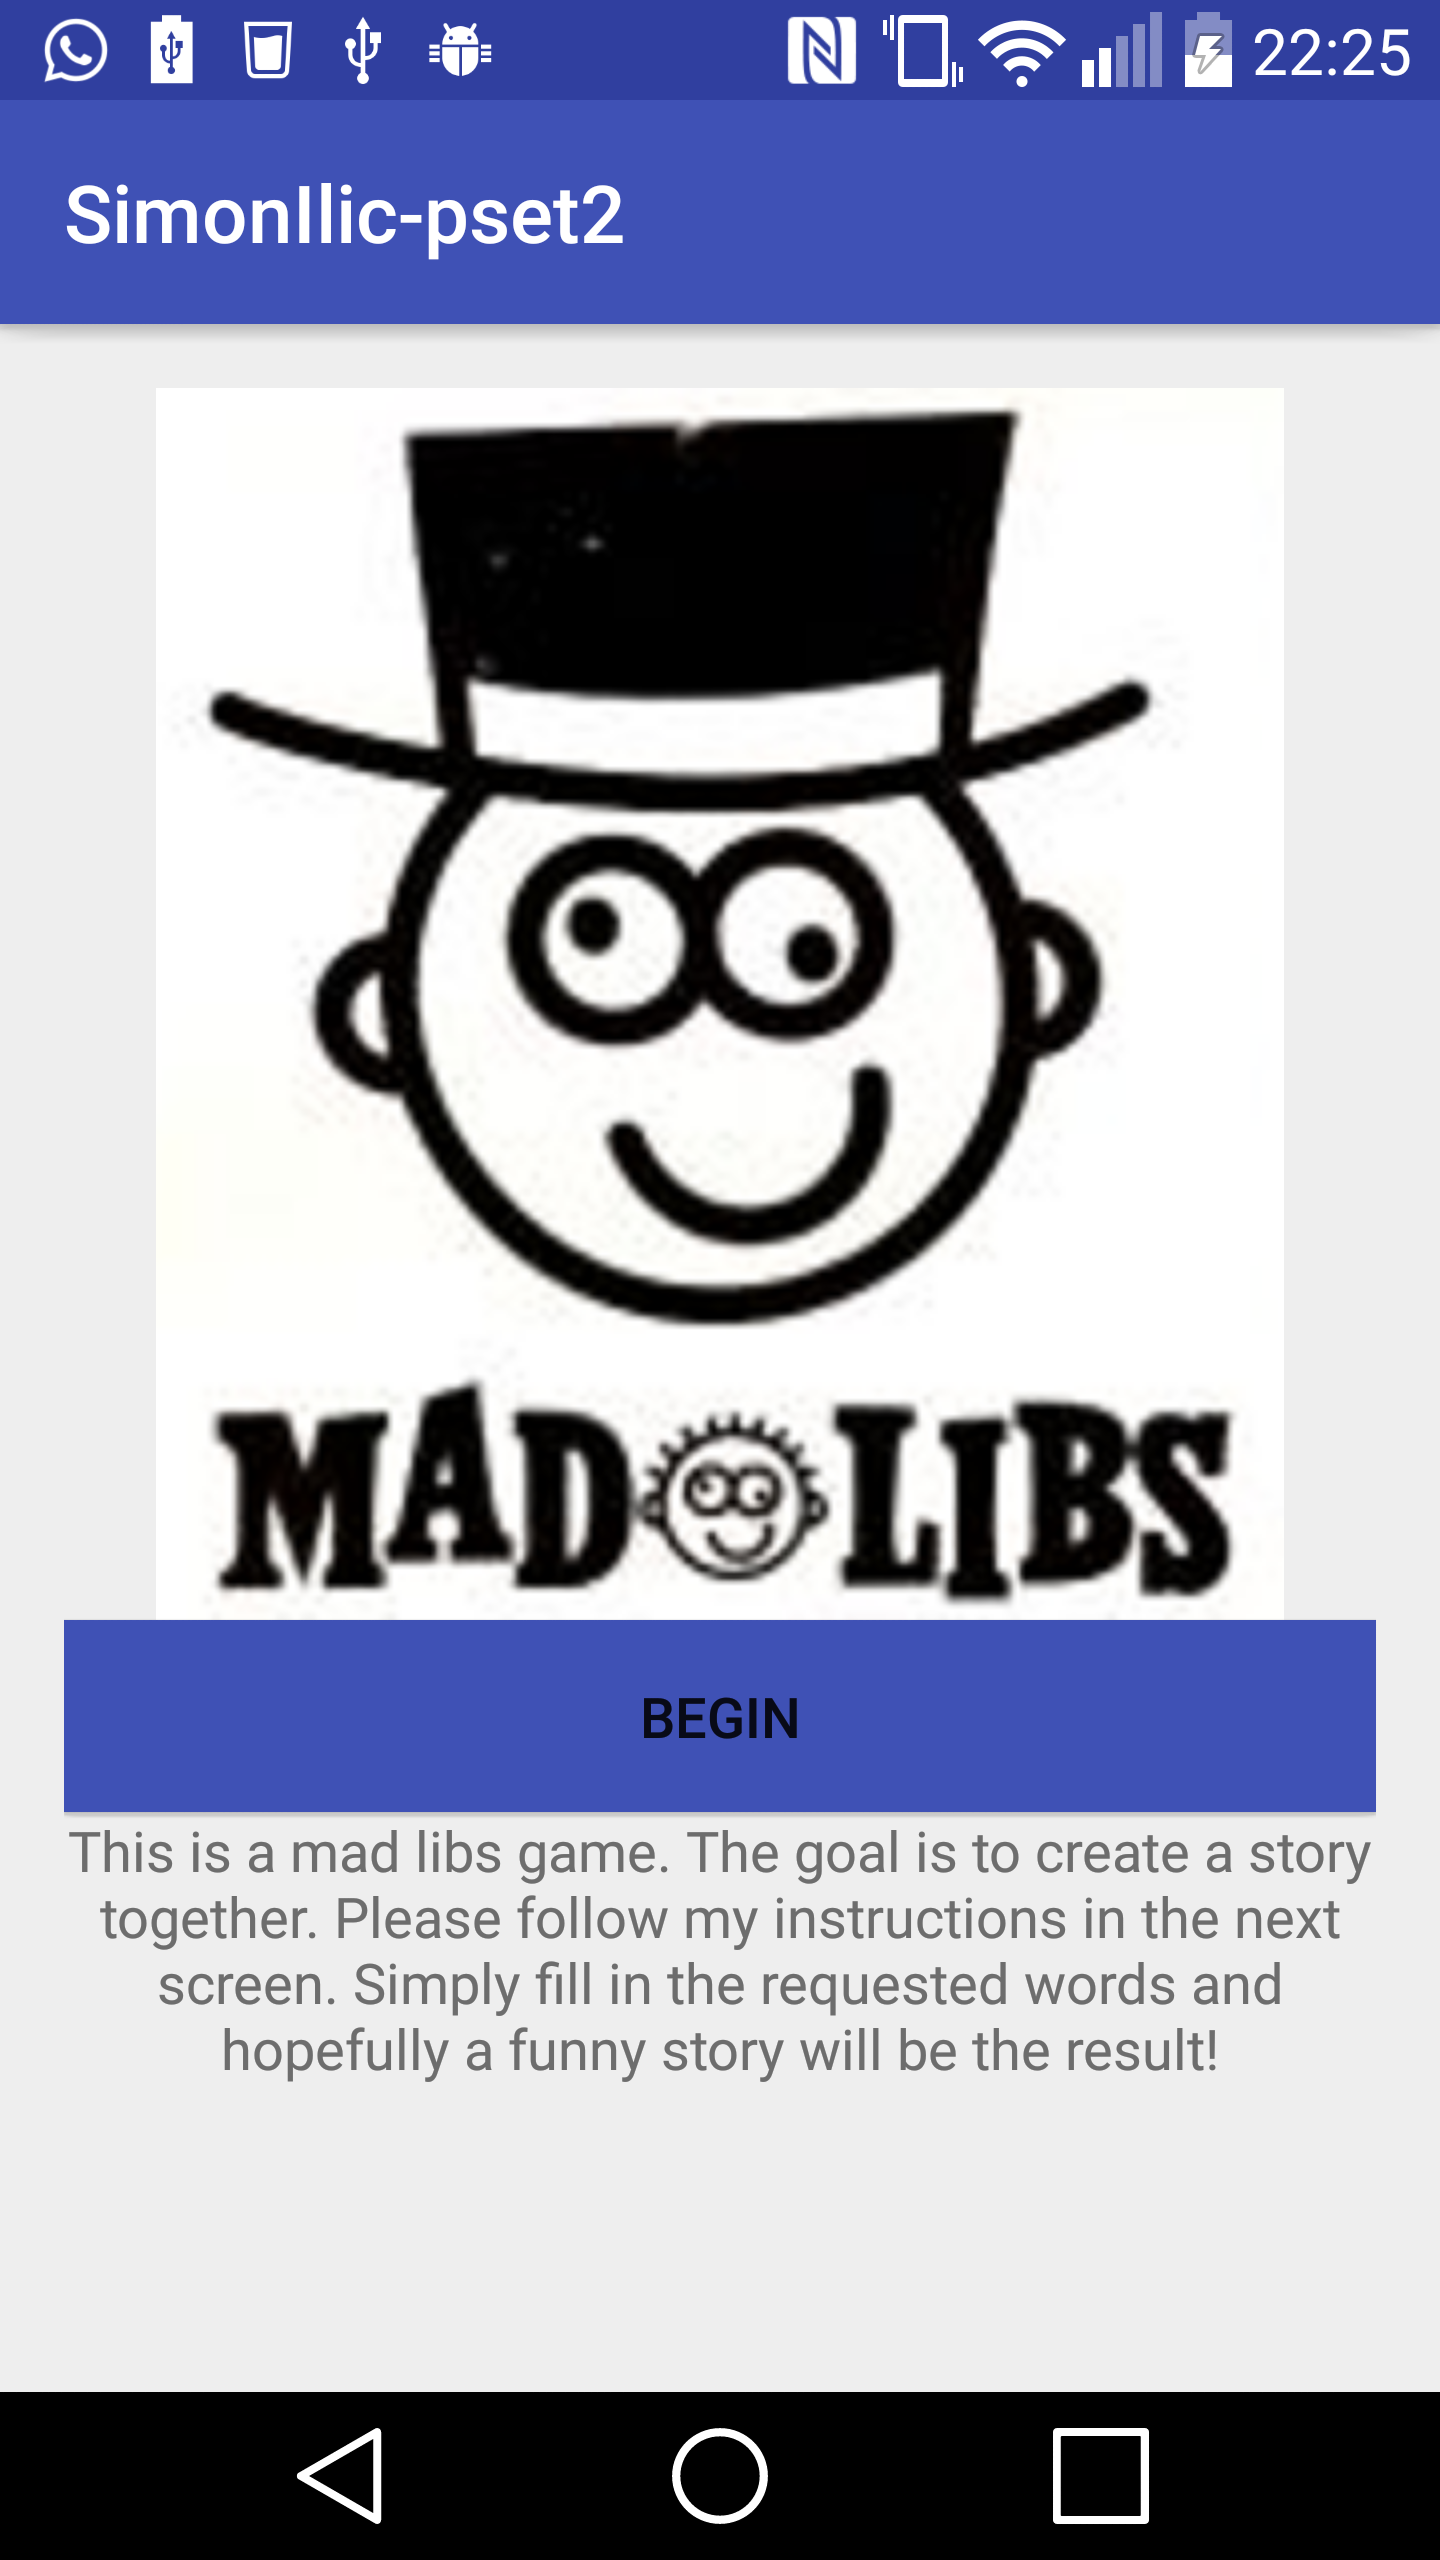 22:25
SimonIlic-pset2
MAD LIBS
BEGIN
This is a mad libs game. The goal is to create a story
together. Please follow my instructions in the next
screen. Simply fill in the requested words and
hopefully a funny story will be the result!